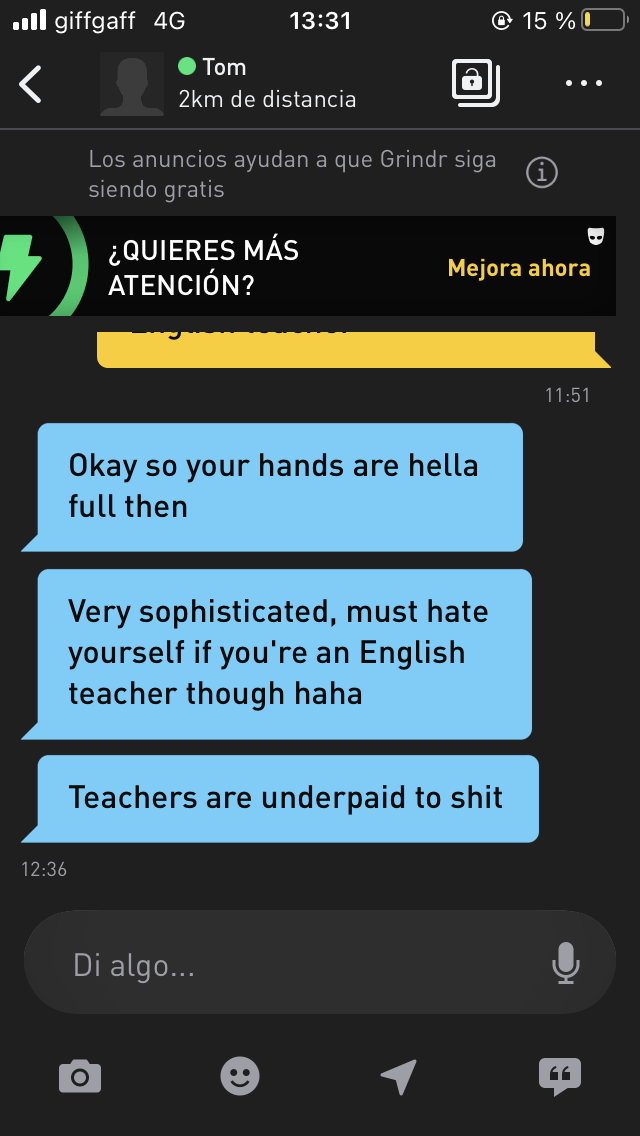 giffgaff 4G 13:31 15 %
Tom
2km de distancia
Los anuncios ayudan a que Grindr siga
siendo gratis
¿QUIERES MÁS
ATENCIÓN?
Mejora ahora
11:51
Okay so your hands are hella
full then
Very sophisticated, must hate
yourself if you're an English
teacher though haha
Teachers are underpaid to shit
12:36
Di algo...